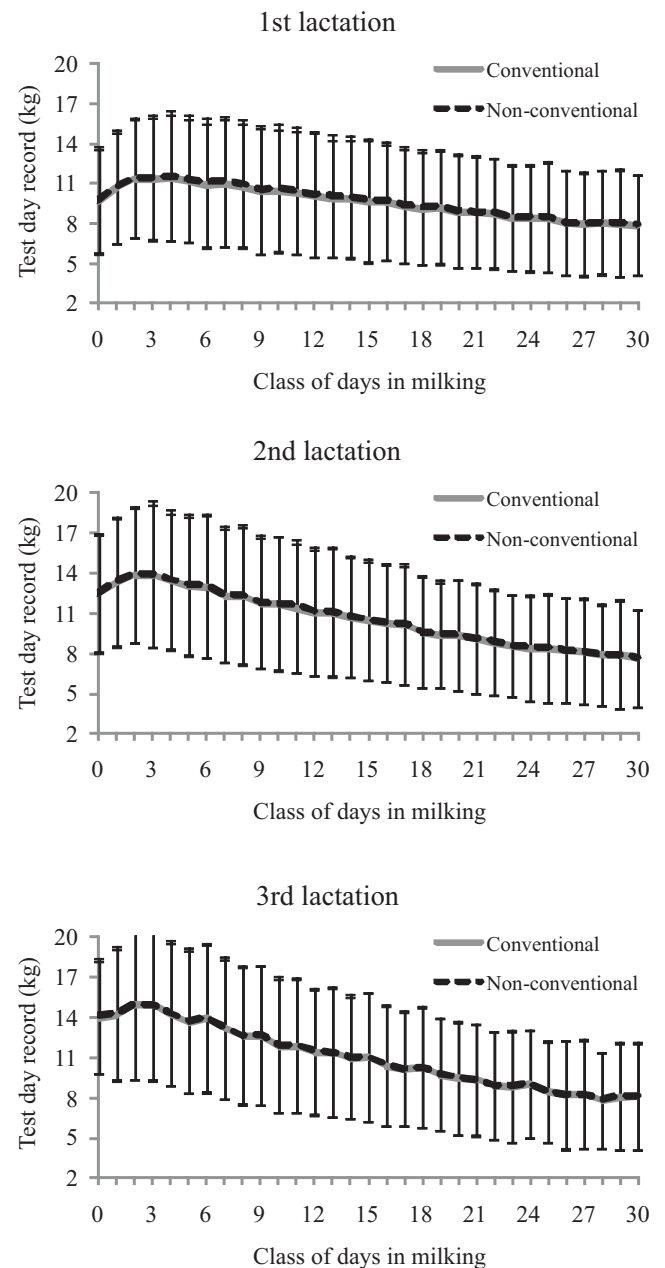 1st lactation
20
17
14
11
8
5
2
Test day record (kg)
Conventional
Non-conventional
0 3 6 9 12 15 18 21 24 27 30
Class of days in milking
2nd lactation
20
17
14
11
8
5
2
Test day record (kg)
Conventional
Non-conventional
0 3 6 9 12 15 18 21 24 27 30
Class of days in milking
3rd lactation
20
17
14
11
8
5
2
Test day record (kg)
Conventional
Non-conventional
0 3 6 9 12 15 18 21 24 27 30
Class of days in milking